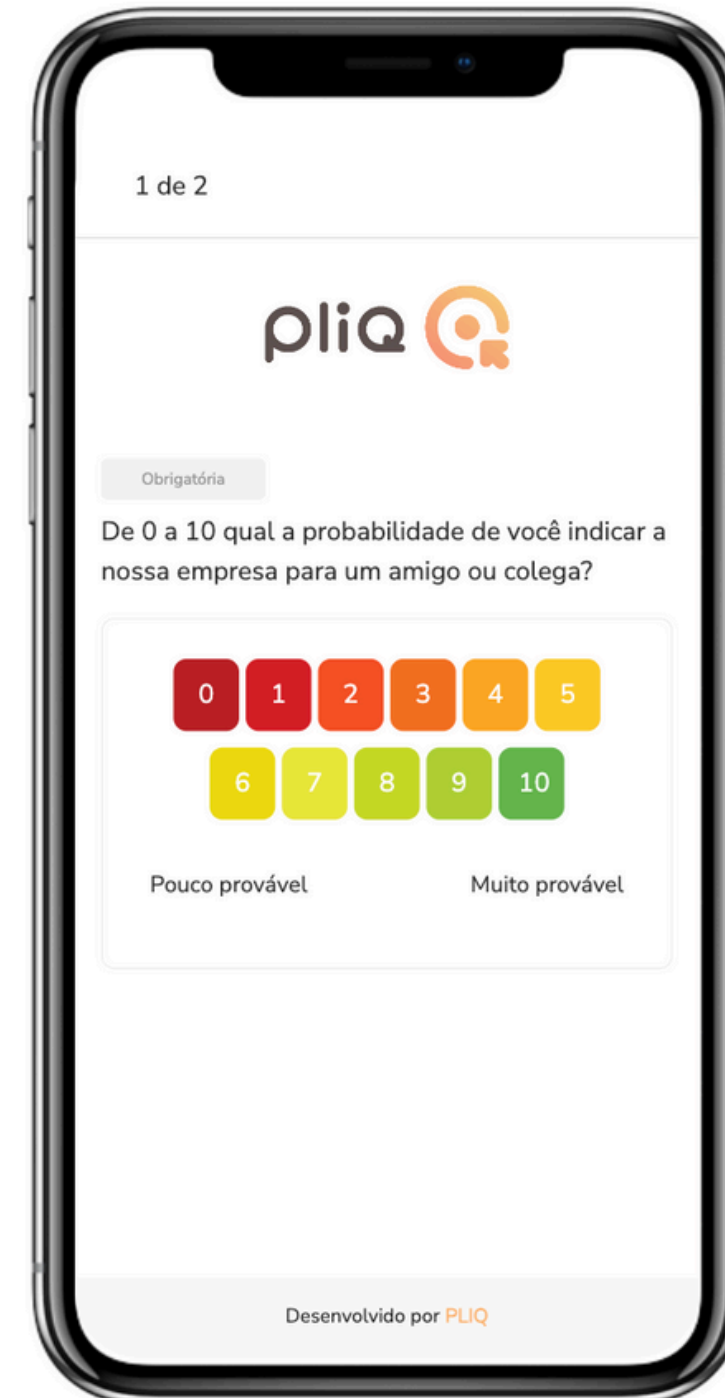 1 de 2
pliQ
Obrigatória
De 0 a 10 qual a probabilidade de você indicar a
nossa empresa para um amigo ou colega?
0 1 2 3 4 5
6 7 8 9 10
Pouco provável Muito provável
Desenvolvido por PLIQ